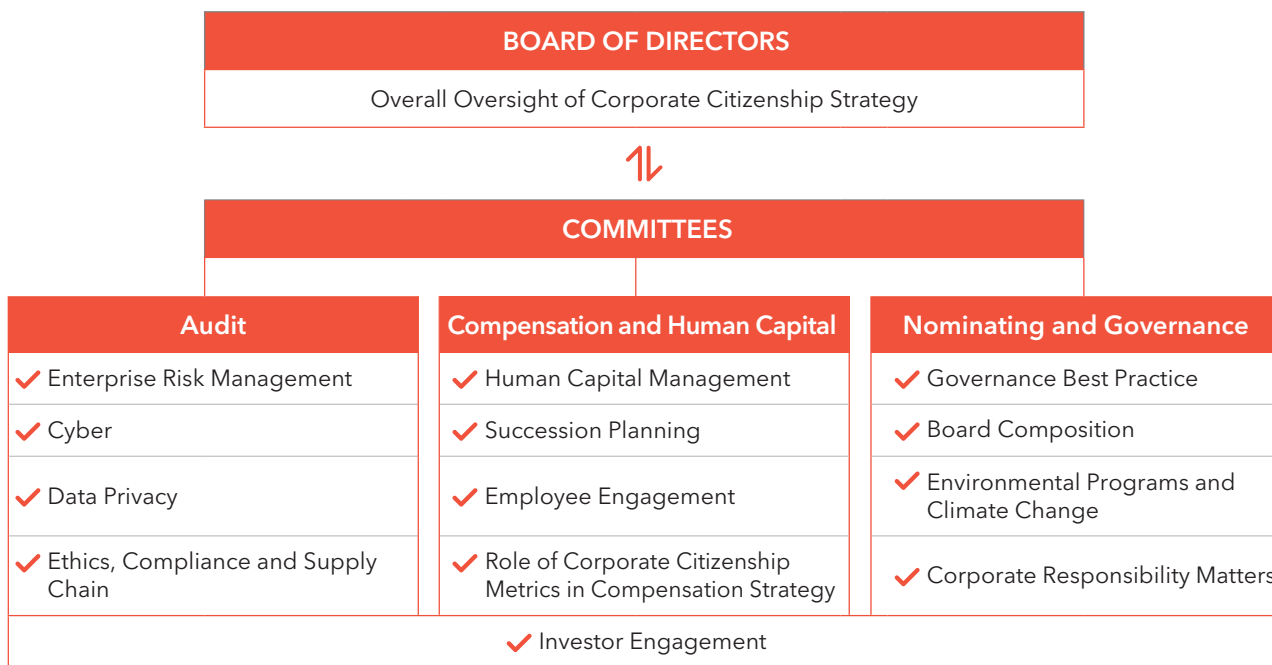 BOARD OF DIRECTORS
Overall Oversight of Corporate Citizenship Strategy
COMMITTEES
Audit
Enterprise Risk Management
Cyber
Data Privacy
Ethics, Compliance and Supply
Chain
Compensation and Human Capital
Human Capital Management
Succession Planning
Employee Engagement
Role of Corporate Citizenship
Metrics in Compensation Strategy
Nominating and Governance
Governance Best Practice
Board Composition
Environmental Programs and
Climate Change
Corporate Responsibility Matters
Investor Engagement